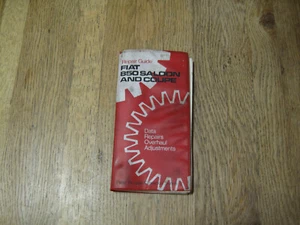 Repair Guide
FIAT
850 SALOON
AND COUPE
Data
Repairs
Overhaul
Adjustments